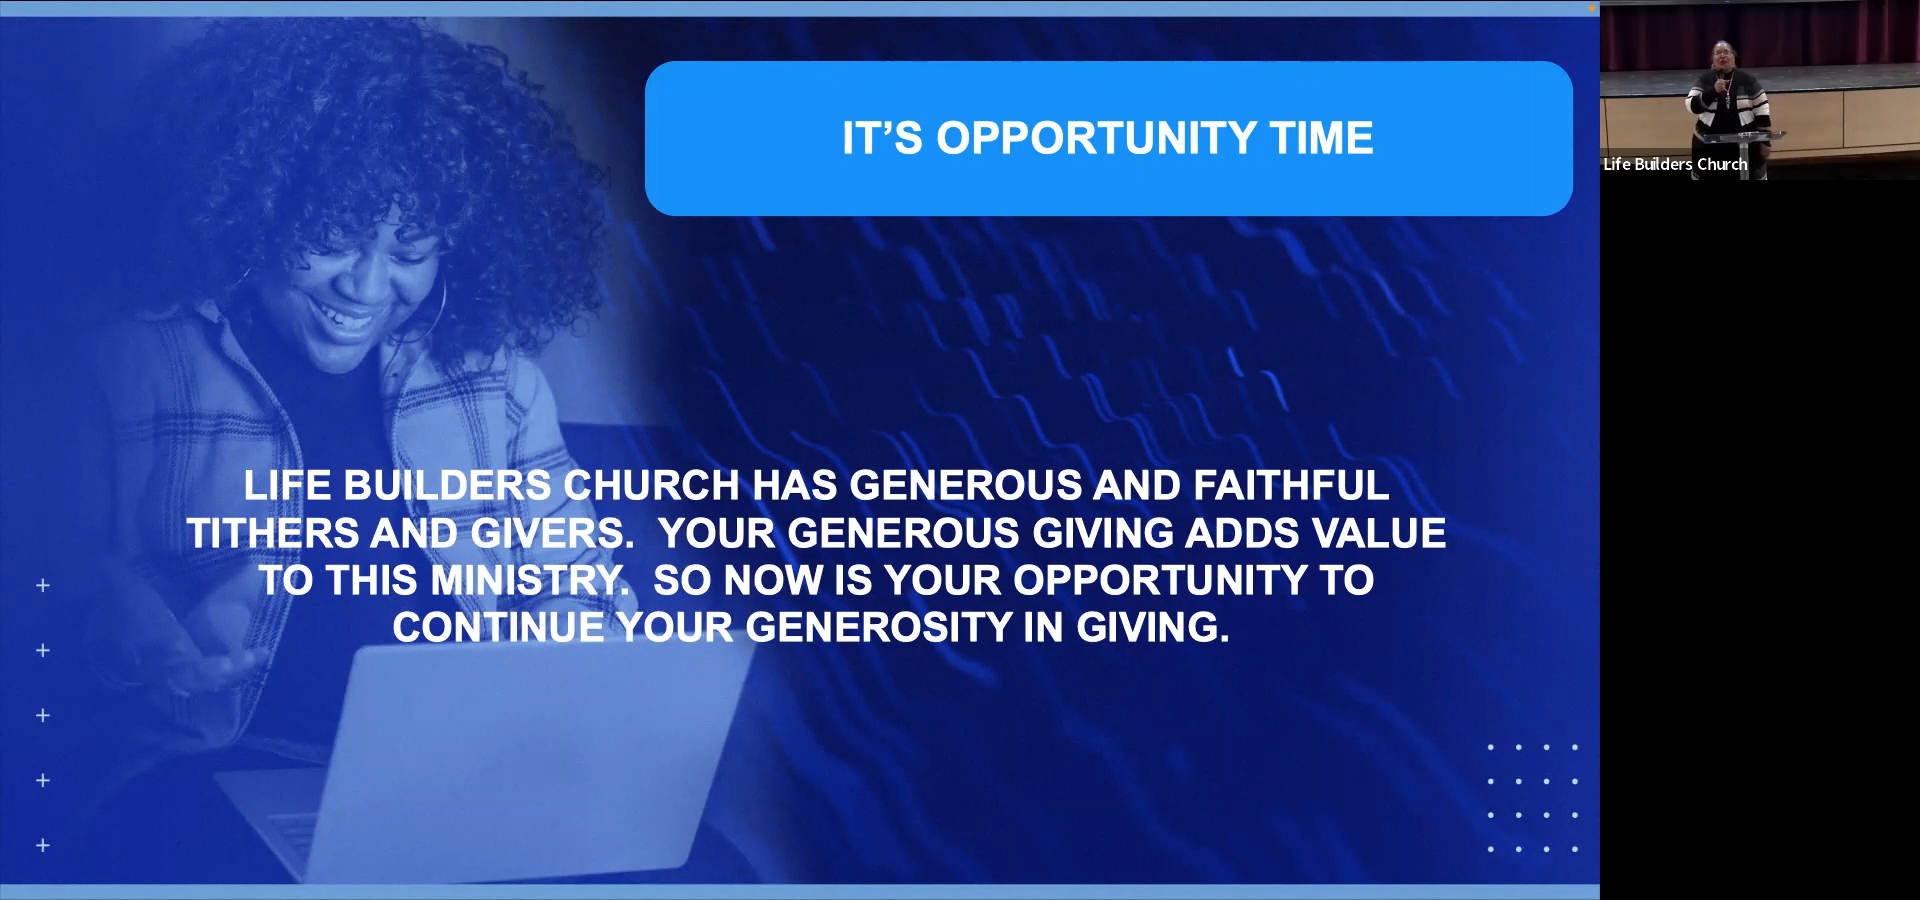 IT’S OPPORTUNITY TIME
Life Builders Church
LIFE BUILDERS CHURCH HAS GENEROUS AND FAITHFUL
TITHERS AND GIVERS.  YOUR GENEROUS GIVING ADDS VALUE
TO THIS MINISTRY.  SO NOW IS YOUR OPPORTUNITY TO
CONTINUE YOUR GENEROSITY IN GIVING.